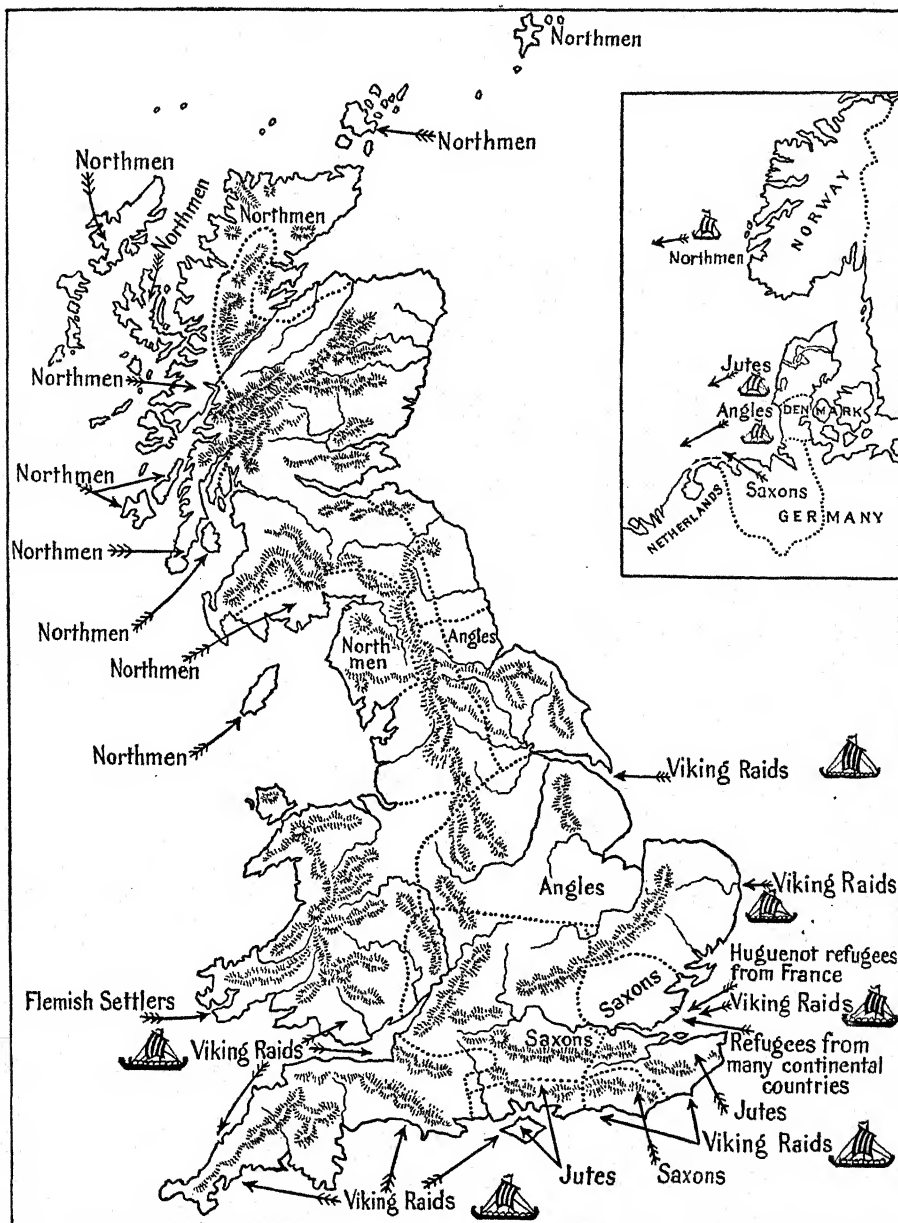 Northmen
Northmen
Northmen
Northmen
Northmen
Northmen
Northmen
Northmen
Northmen
Northmen
North
men
Angles
Northmen
Viking Raids
Angles
Viking Raids
Huguenot refugees
from France
Viking Raids
Refugees from
many continental
countries
Saxons
Saxons
Flemish Settlers
Viking Raids
Jutes
Viking Raids
Viking Raids
Jutes
Saxons
NORWAY
Northmen
Jutes
Angles
DEN MARK
Saxons
NETHERLANDS
GERMANY